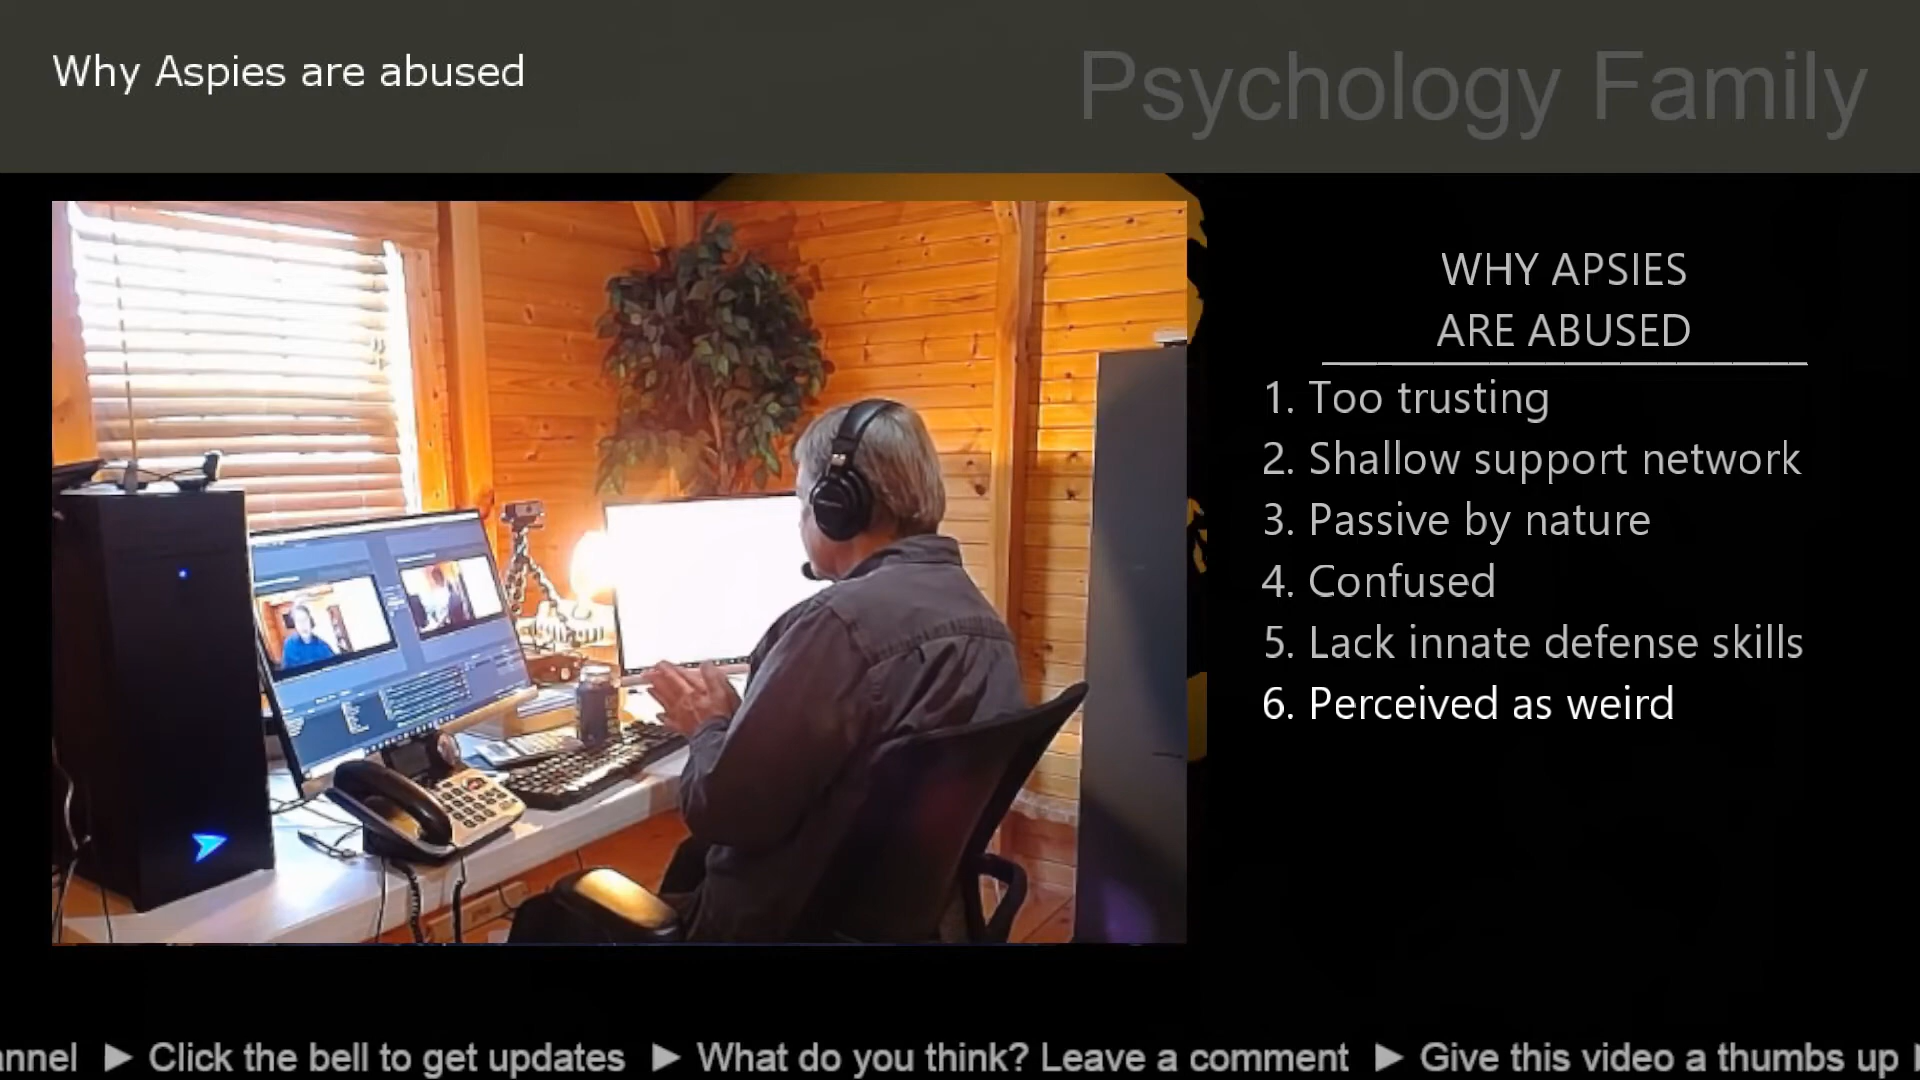 Why Aspies are abused
Psychology Family
WHY APSIES
ARE ABUSED
1. Too trusting
2. Shallow support network
3. Passive by nature
4. Confused
5. Lack innate defense skills
6. Perceived as weird
annel ► Click the bell to get updates ► What do you think? Leave a comment ► Give this video a thumbs up